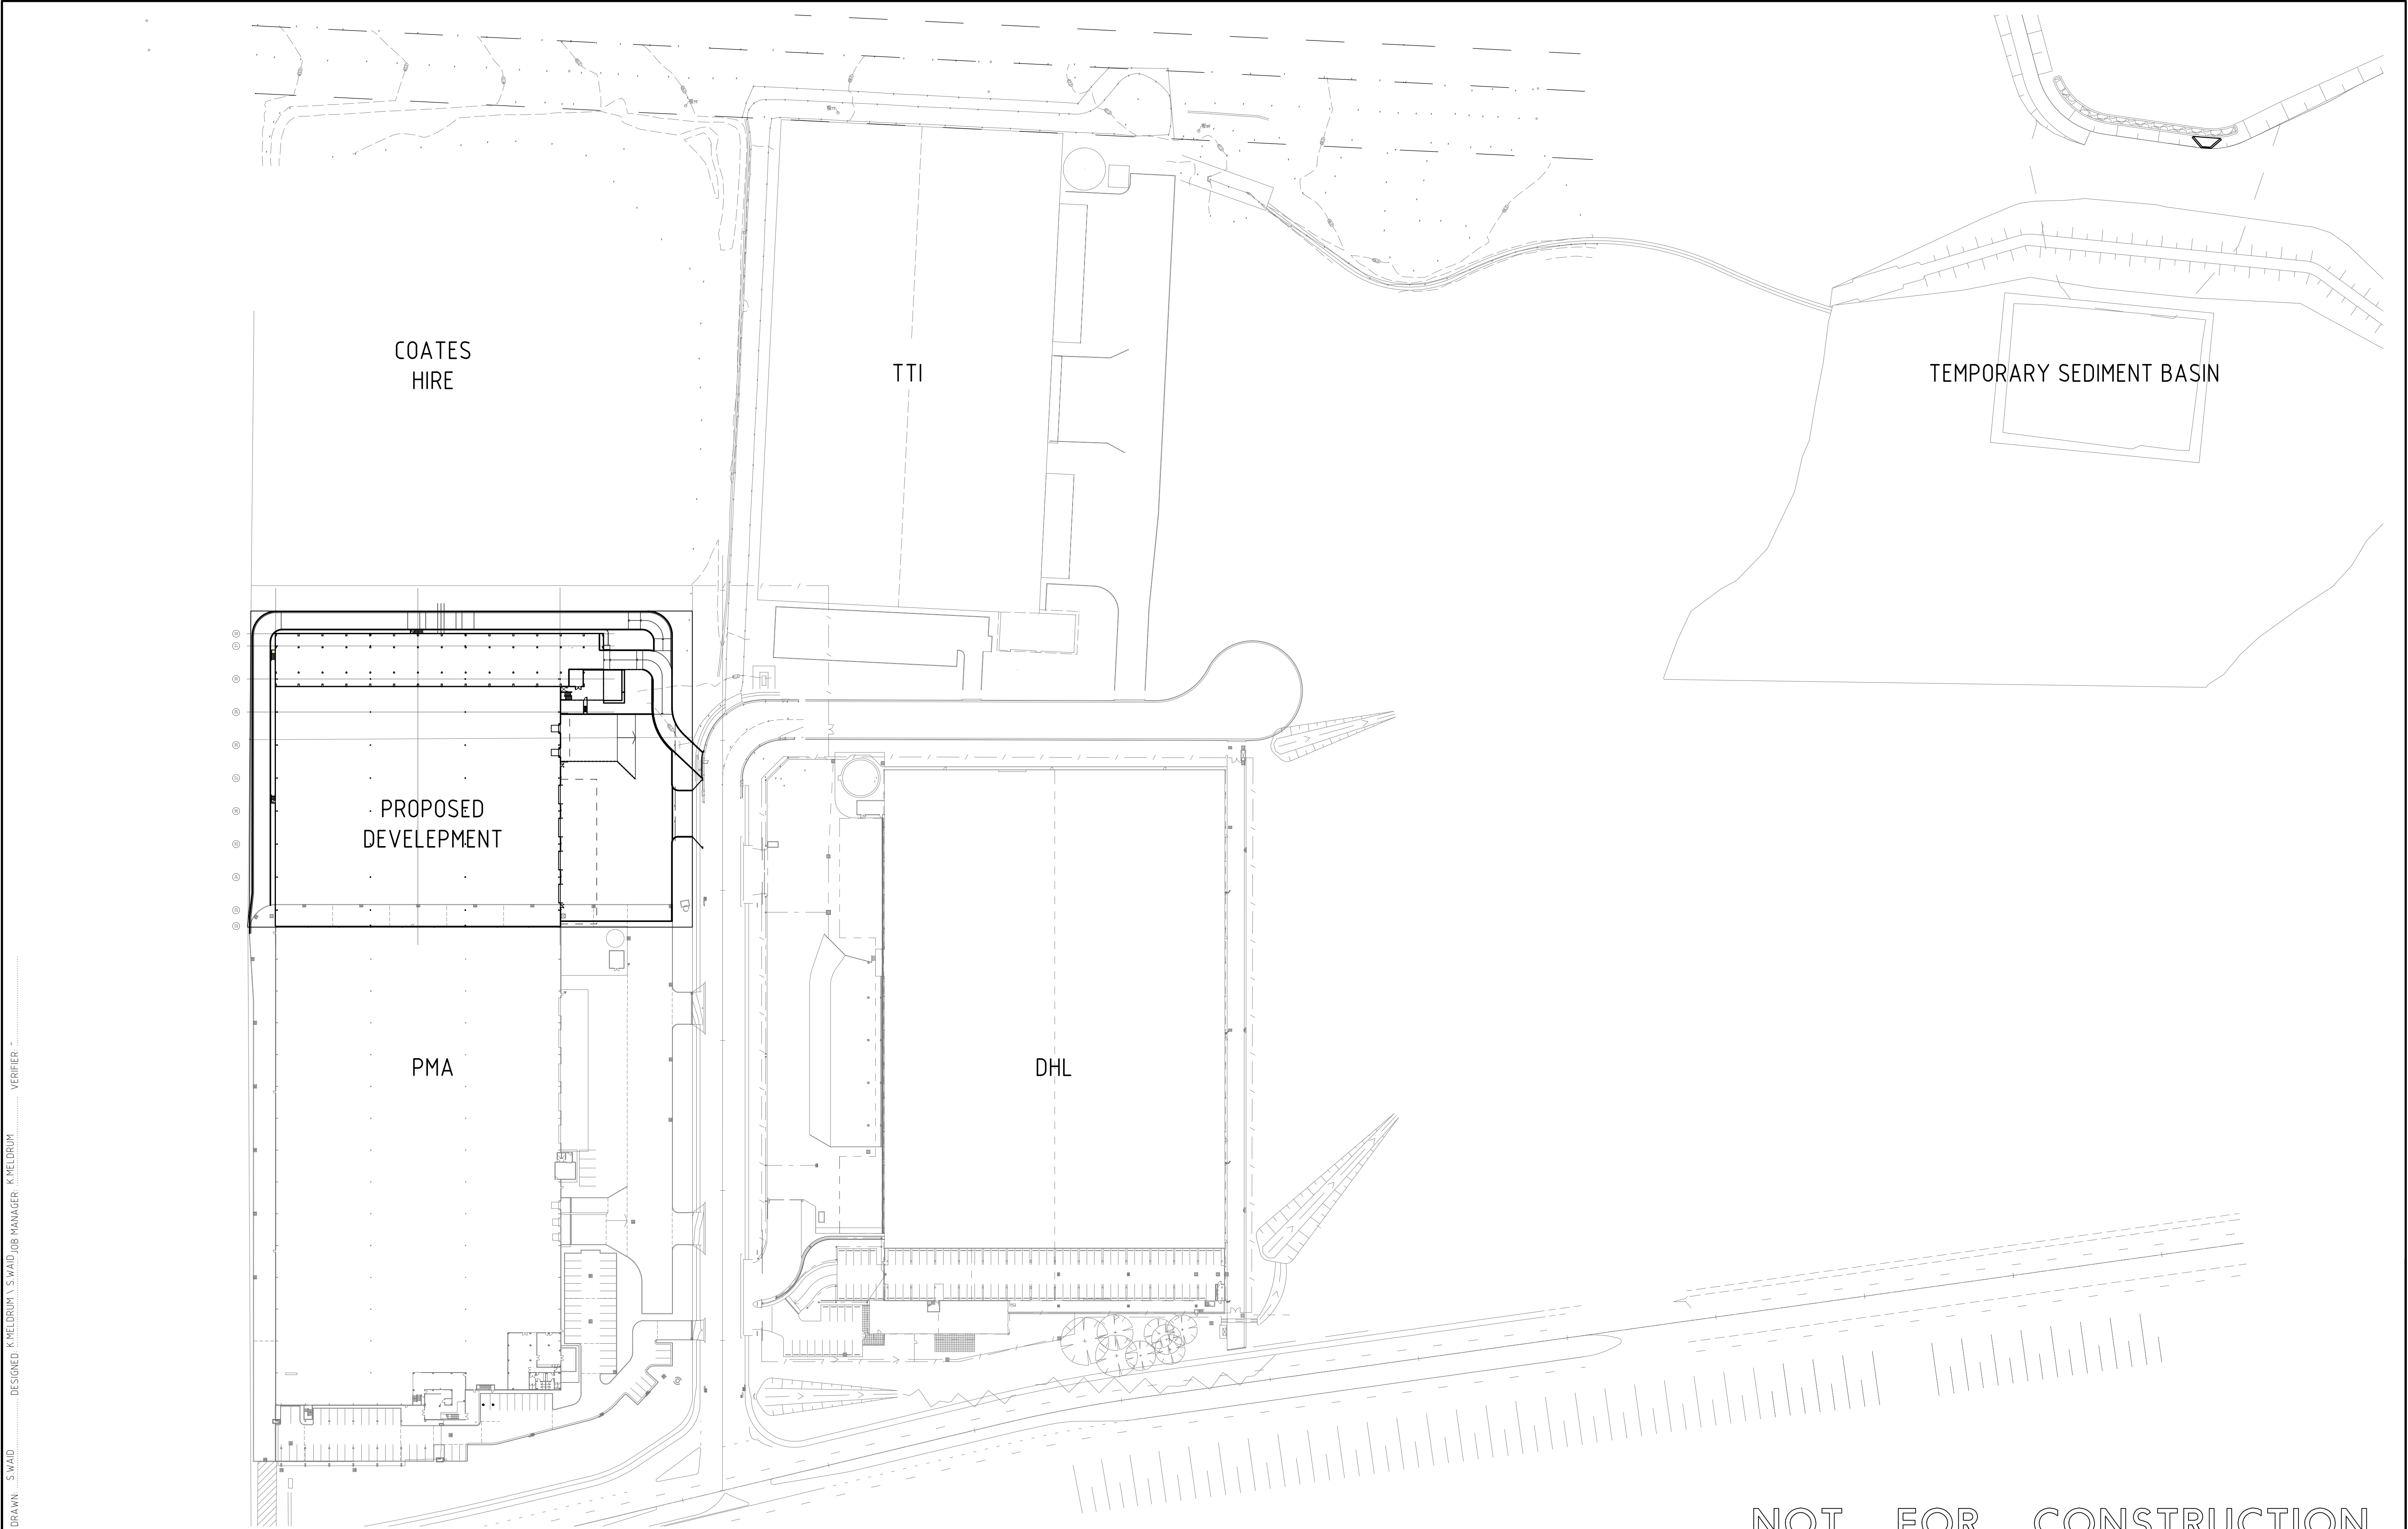 COATES
HIRE
TTI
TEMPORARY SEDIMENT BASIN
PROPOSED
DEVELEPMENT
PMA
DHL
NOT FOR CONSTRUCTION
DRAWN: S.WAID DESIGNED: K.MELDRUM \ S.WAID JOB MANAGER: K.MELDRUM VERIFIER: -